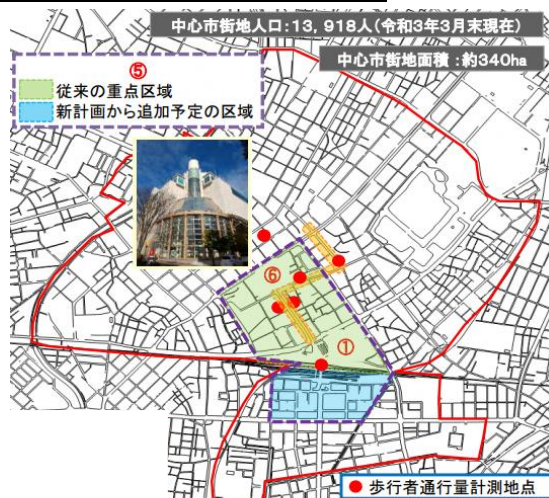 中心市街地人口:13,918人(令和3年3月末現在)
中心市街地面積:約340ha
⑤
従来の重点区域
新計画から追加予定の区域
⑥
①
歩行者通行量計測地点